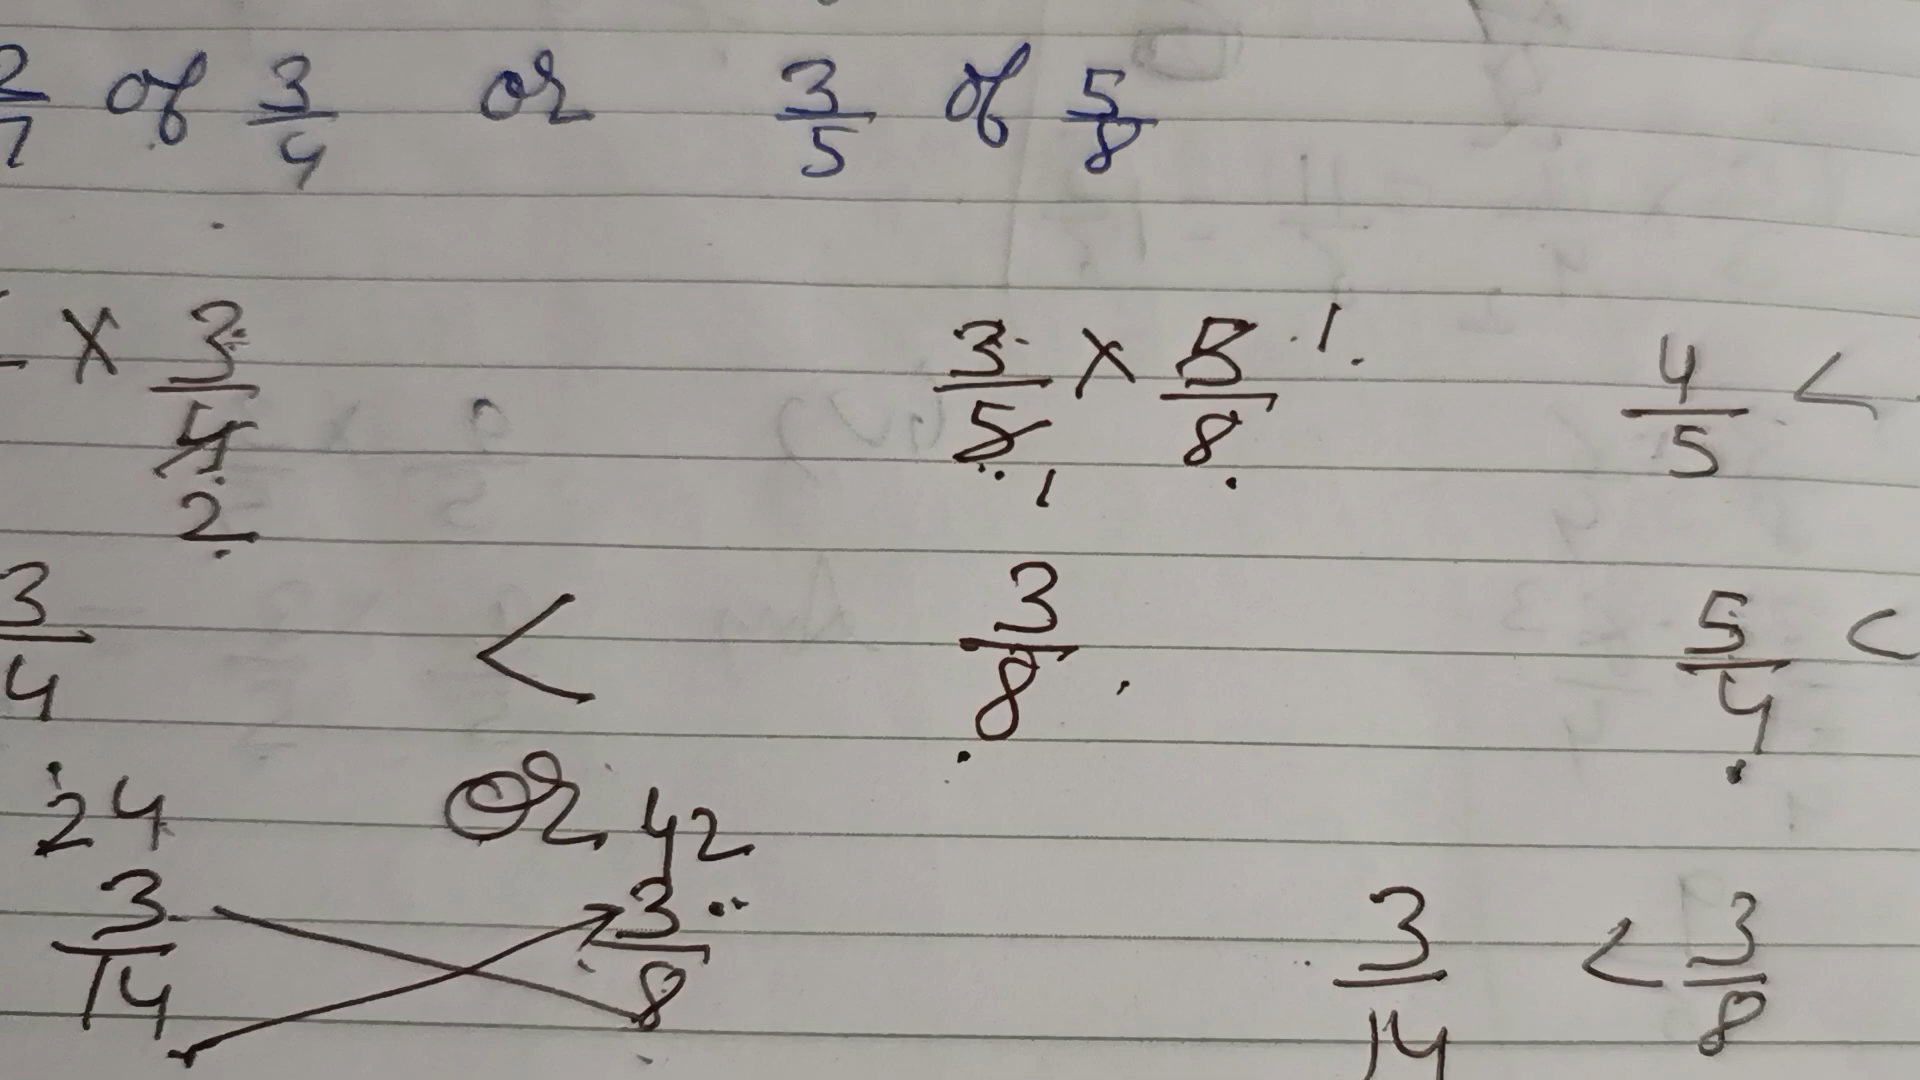 2/7 of 3/4 or 3/5 of 5/8
× 3/4 2 3/5 × 5/8 1 1 4/5 <
3/4 < 3/8 5/4 <
24 or 42
3/14 3/8 3/14 < 3/8